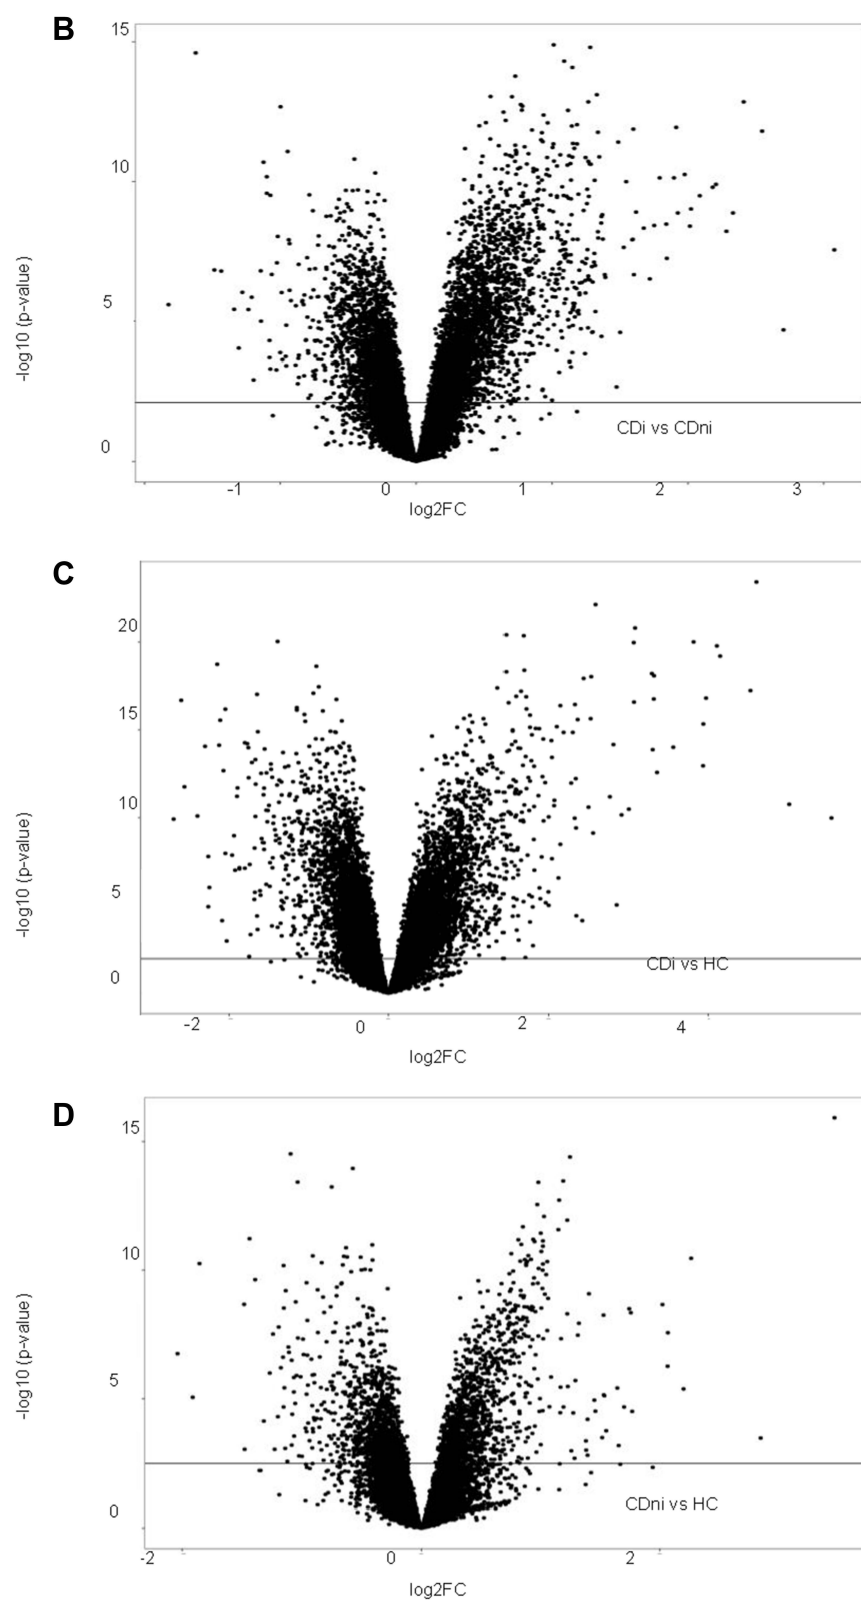 B
15
10
5
0
-log10 (p-value)
CDi vs CDni
-1 0 1 2 3
log2FC
C
20
15
10
5
0
-log10 (p-value)
CDi vs HC
-2 0 2 4
log2FC
D
15
10
5
0
-log10 (p-value)
CDni vs HC
-2 0 2
log2FC